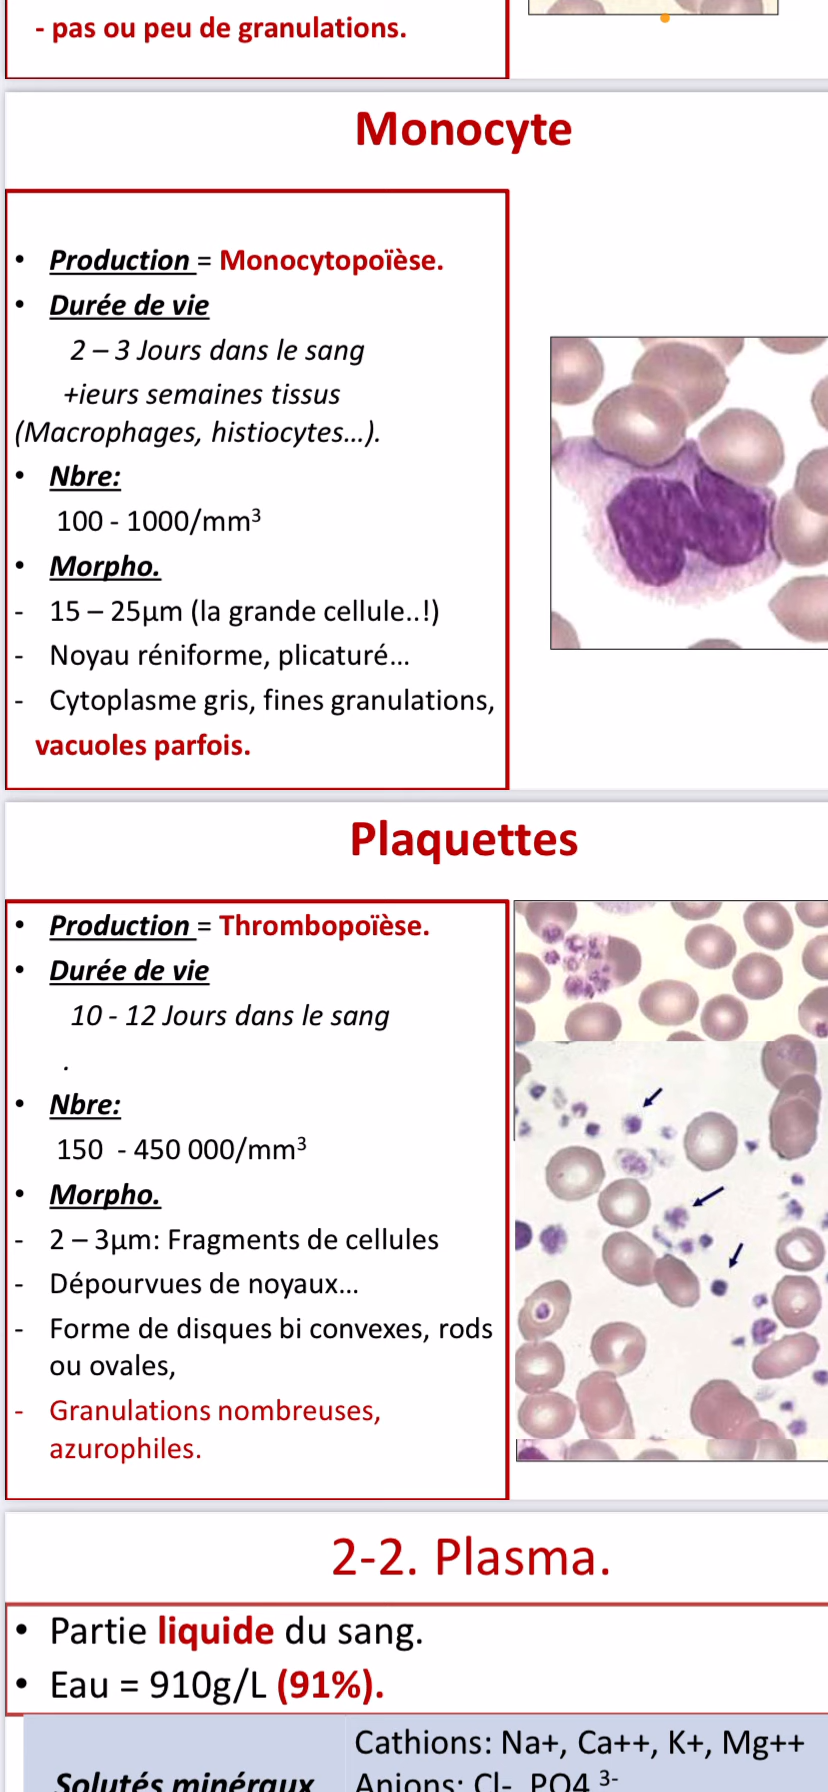 - pas ou peu de granulations.
Monocyte
• Production = Monocytopoïèse.
• Durée de vie
2 – 3 Jours dans le sang
+ieurs semaines tissus
(Macrophages, histiocytes...).
• Nbre:
100 - 1000/mm³
• Morpho.
- 15 – 25µm (la grande cellule..!)
- Noyau réniforme, plicaturé...
- Cytoplasme gris, fines granulations,
vacuoles parfois.
Plaquettes
• Production = Thrombopoïèse.
• Durée de vie
10 - 12 Jours dans le sang
.
• Nbre:
150 - 450 000/mm³
• Morpho.
- 2 – 3µm: Fragments de cellules
- Dépourvues de noyaux...
- Forme de disques bi convexes, rods
ou ovales,
- Granulations nombreuses,
azurophiles.
2-2. Plasma.
• Partie liquide du sang.
• Eau = 910g/L (91%).
Cathions: Na+, Ca++, K+, Mg++
Solutés minéraux
Anions: Cl-, PO4 ³⁻